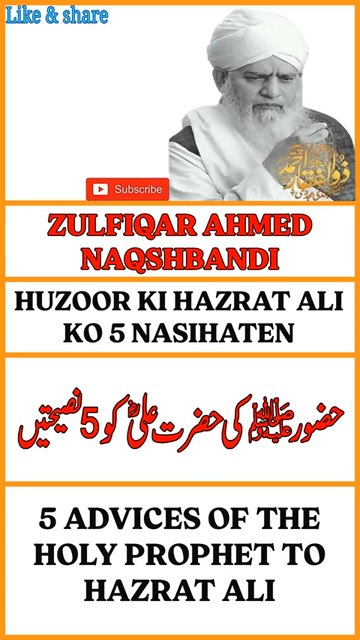 Like & share
Subscribe
ZULFIQAR AHMED
NAQSHBANDI
HUZOOR KI HAZRAT ALI
KO 5 NASIHATEN
حضور ﷺ کی حضرت علیؓ کو 5 نصیحتیں
5 ADVICES OF THE
HOLY PROPHET TO
HAZRAT ALI